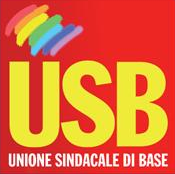 USB
UNIONE SINDACALE DI BASE